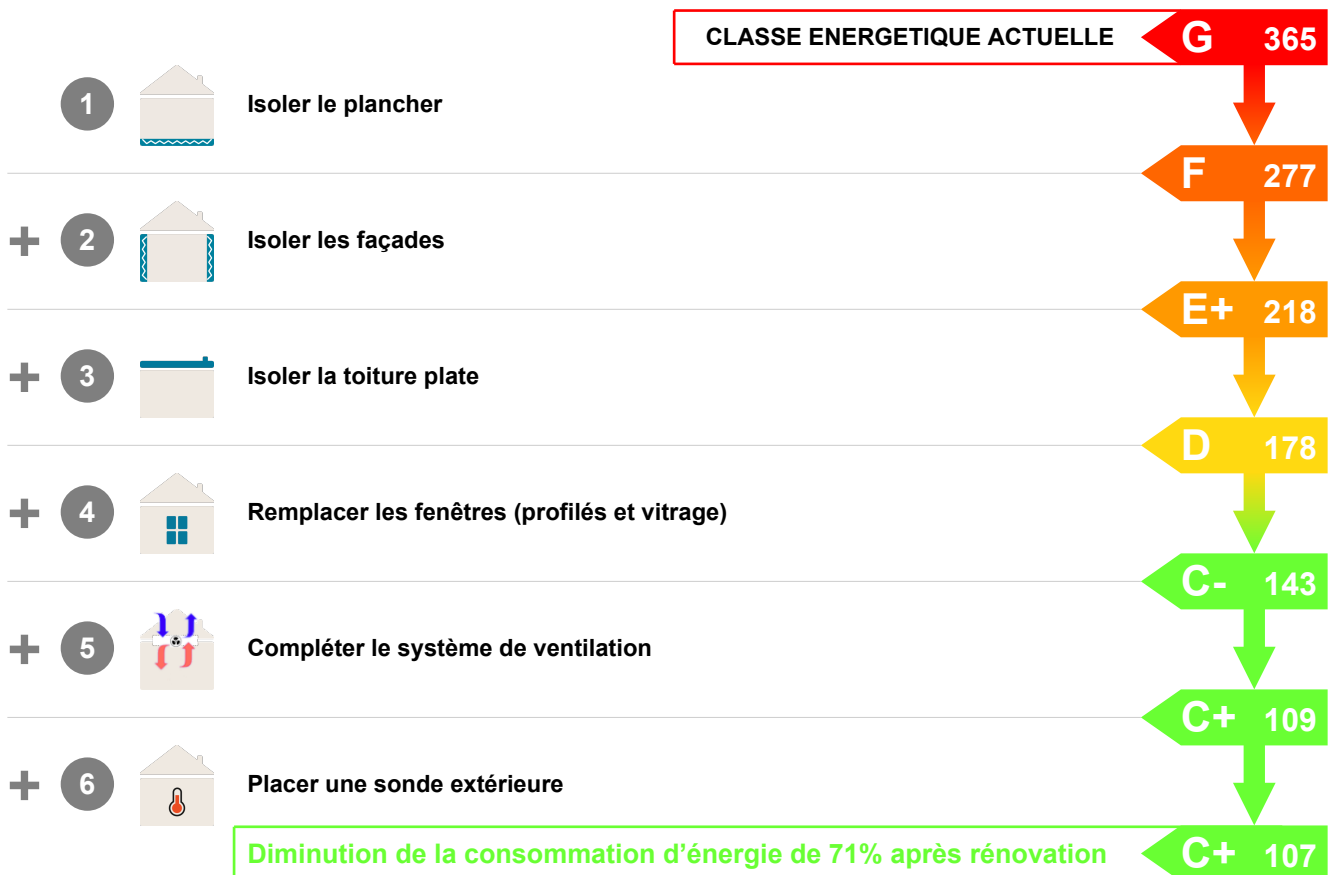 CLASSE ENERGETIQUE ACTUELLE G 365
1 Isoler le plancher
F 277
+ 2 Isoler les façades
E+ 218
+ 3 Isoler la toiture plate
D 178
+ 4 Remplacer les fenêtres (profilés et vitrage)
C- 143
+ 5 Compléter le système de ventilation
C+ 109
+ 6 Placer une sonde extérieure
Diminution de la consommation d’énergie de 71% après rénovation C+ 107